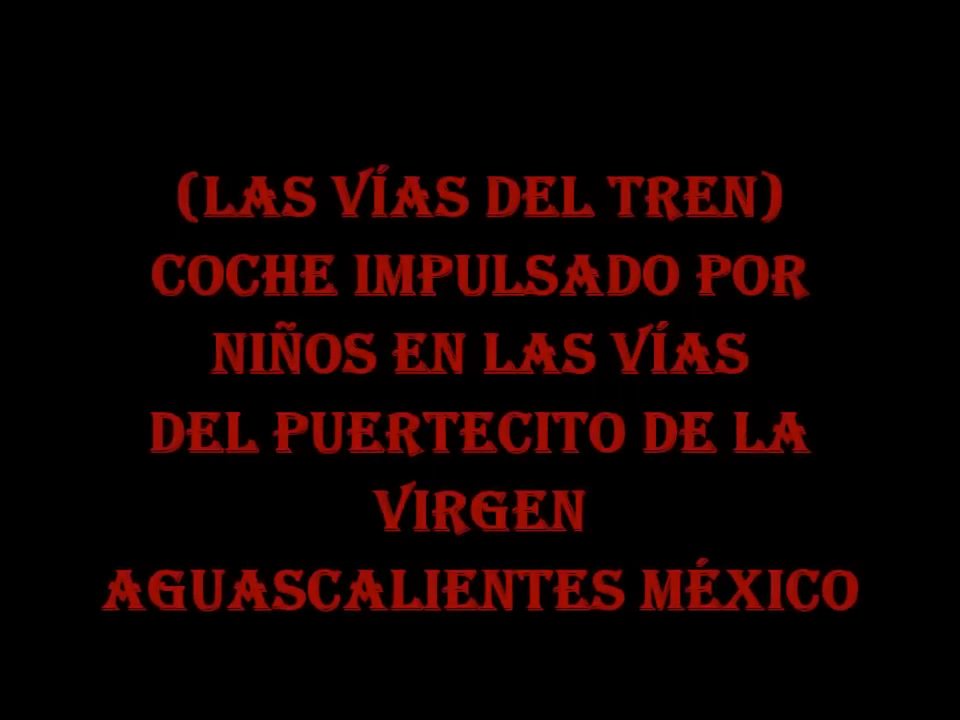 (LAS VÍAS DEL TREN)
COCHE IMPULSADO POR
NIÑOS EN LAS VÍAS
DEL PUERTECITO DE LA
VIRGEN
AGUASCALIENTES MÉXICO